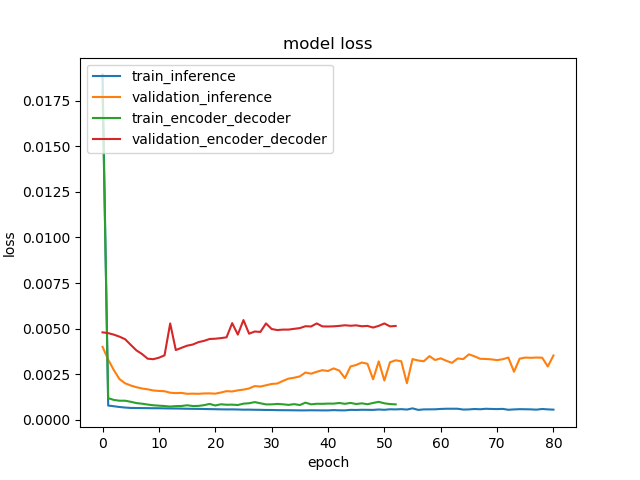 model loss
train_inference
validation_inference
train_encoder_decoder
validation_encoder_decoder
loss
0.0175
0.0150
0.0125
0.0100
0.0075
0.0050
0.0025
0.0000
0 10 20 30 40 50 60 70 80
epoch